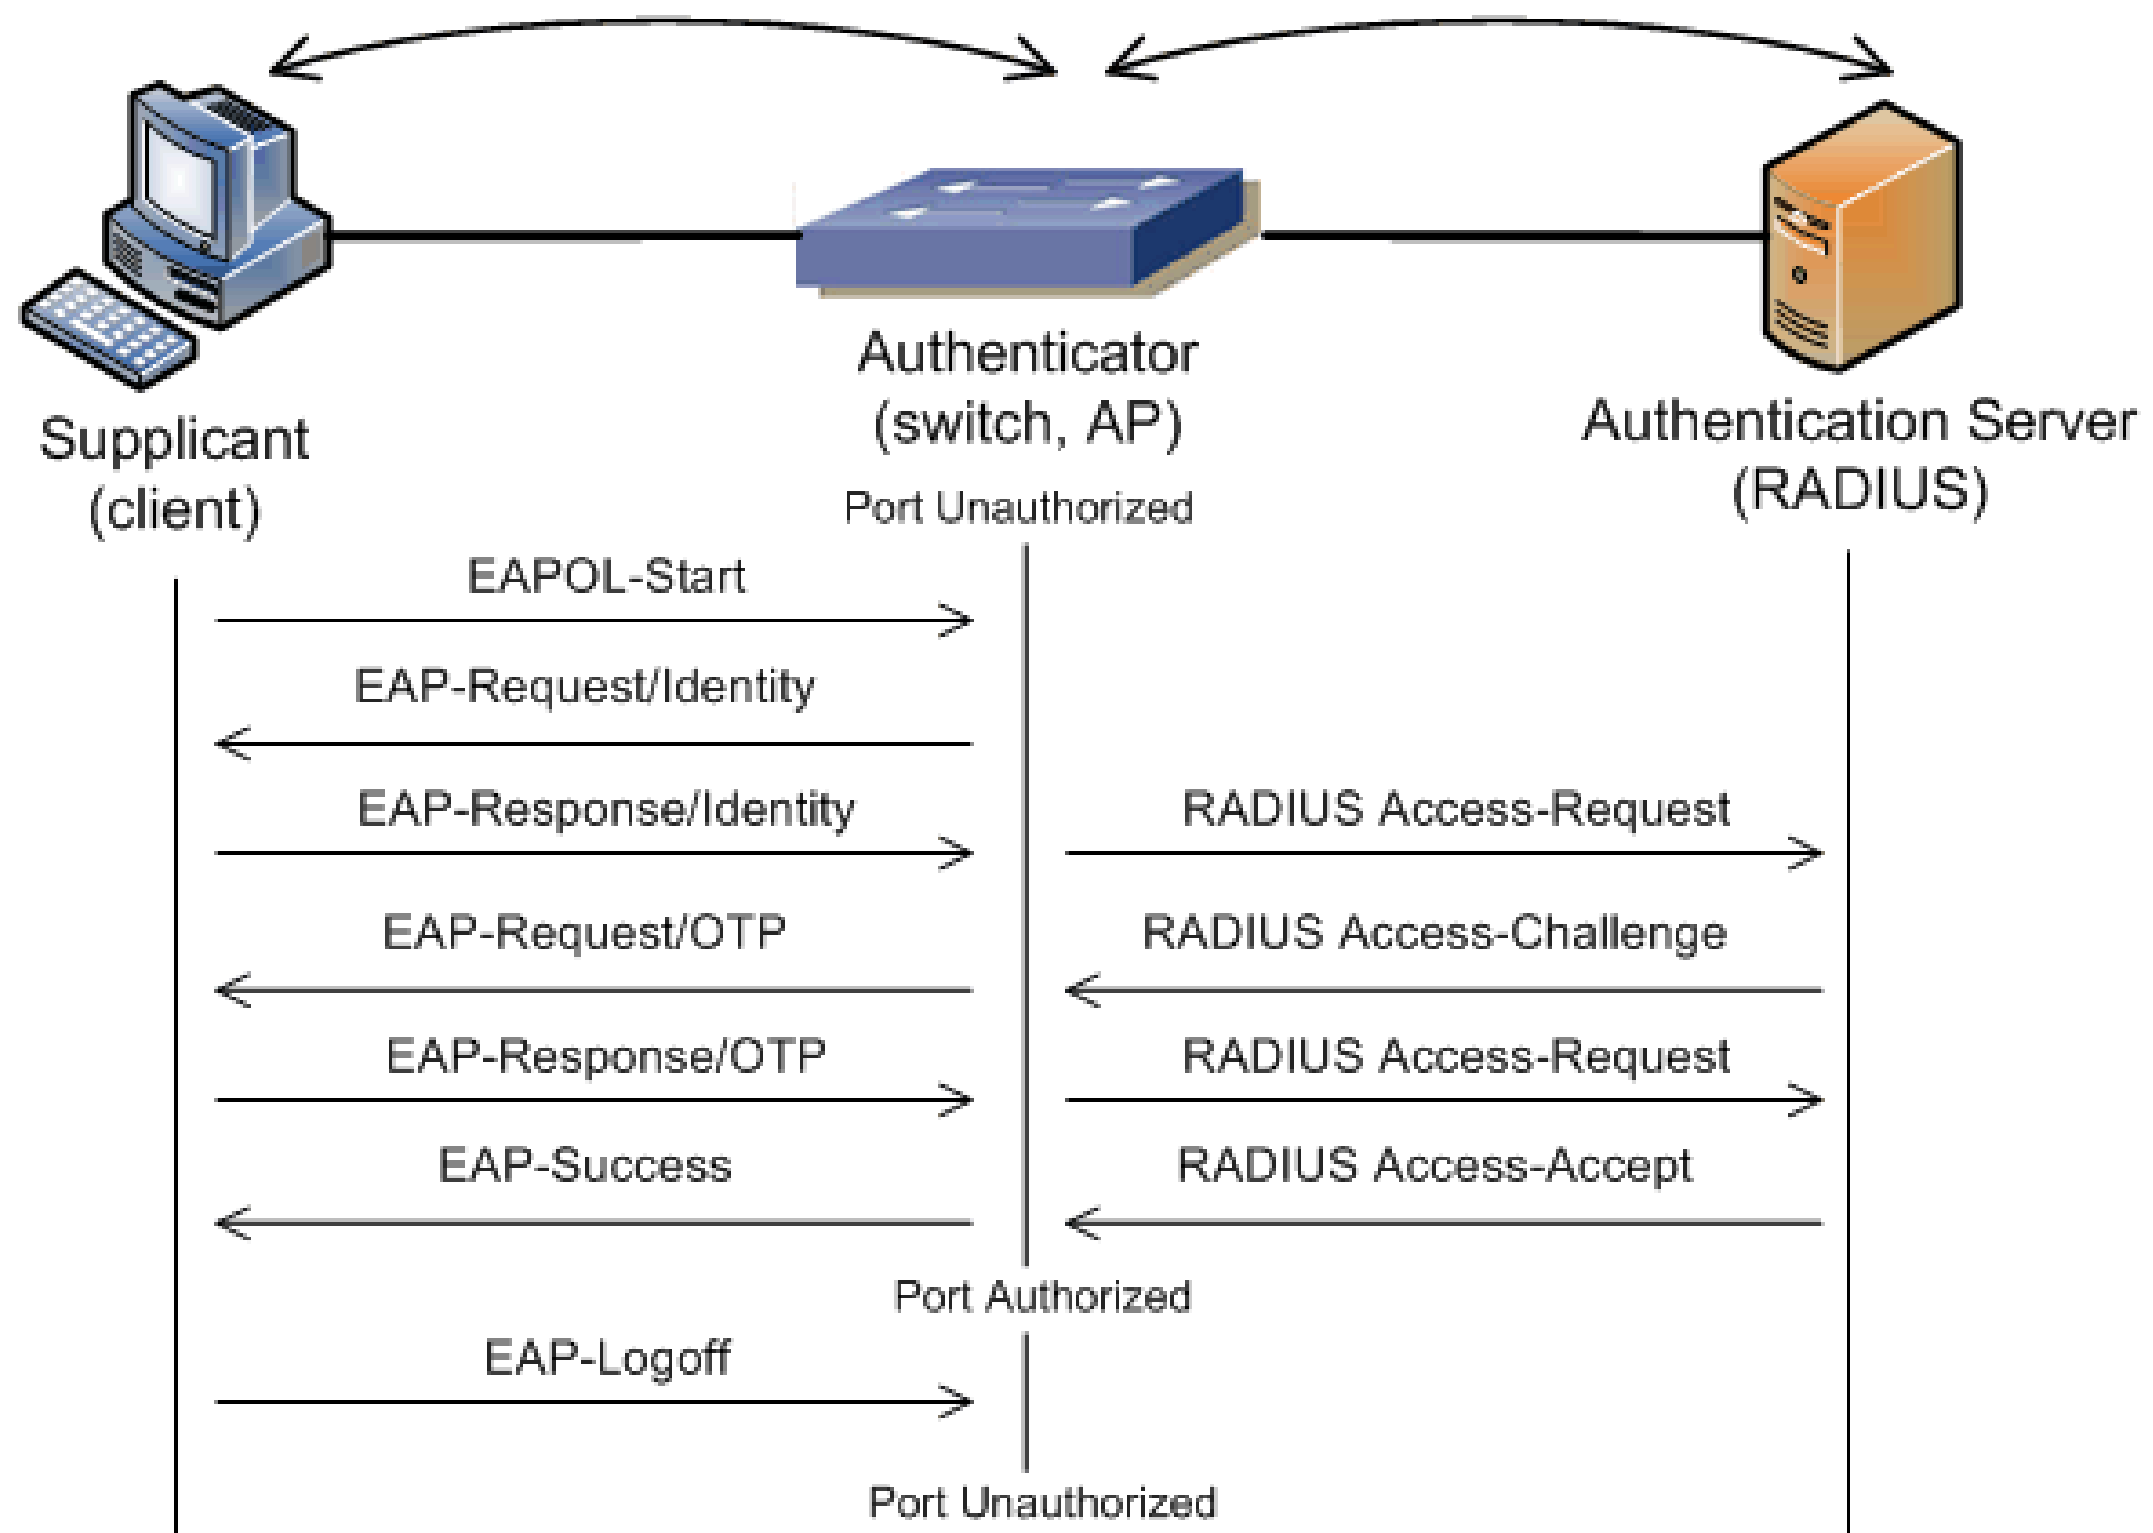 Supplicant
(client)
Authenticator
(switch, AP)
Authentication Server
(RADIUS)
Port Unauthorized
EAPOL-Start
EAP-Request/Identity
EAP-Response/Identity
RADIUS Access-Request
EAP-Request/OTP
RADIUS Access-Challenge
EAP-Response/OTP
RADIUS Access-Request
EAP-Success
RADIUS Access-Accept
Port Authorized
EAP-Logoff
Port Unauthorized